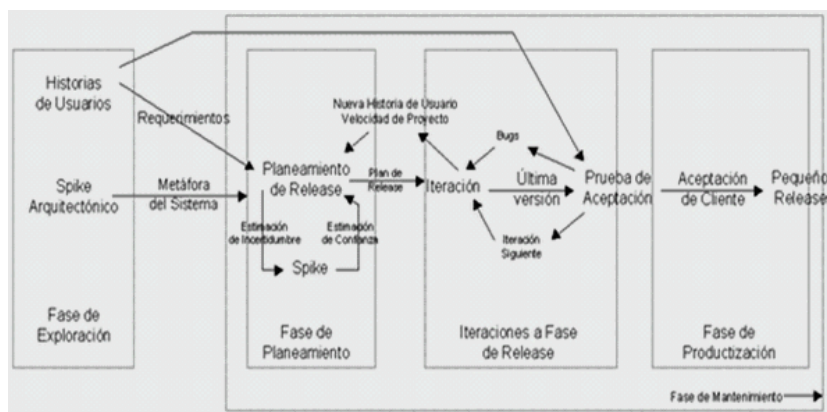 Historias
de Usuarios
Requerimientos
Spike
Arquitectónico
Metáfora
del Sistema
Fase de
Exploración
Nueva Historia de Usuario
Velocidad de Proyecto
Planeamiento
de Release
Plan de
Release
Estimación
de Incertidumbre
Estimación
de Confianza
Spike
Fase de
Planeamiento
Bugs
Iteración
Última
versión
Prueba de
Aceptación
Iteración
Siguiente
Iteraciones a Fase
de Release
Aceptación
de Cliente
Pequeño
Release
Fase de
Productización
Fase de Mantenimiento